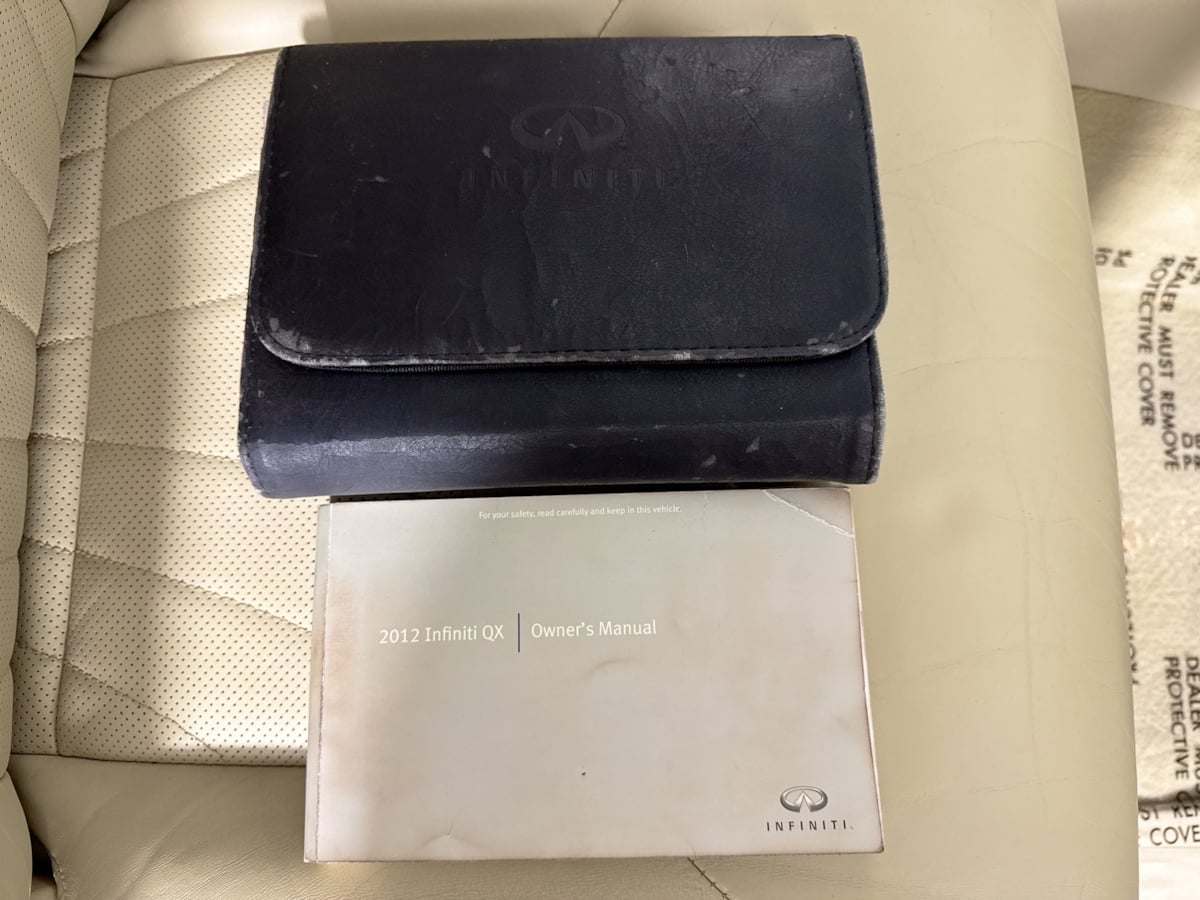 INFINITI
For your safety, read carefully and keep in this vehicle.
2012 Infiniti QX | Owner's Manual
INFINITI
DEALER MUST REMOVE
PROTECTIVE COVER
DEALER
PROTECTIVE
COVE